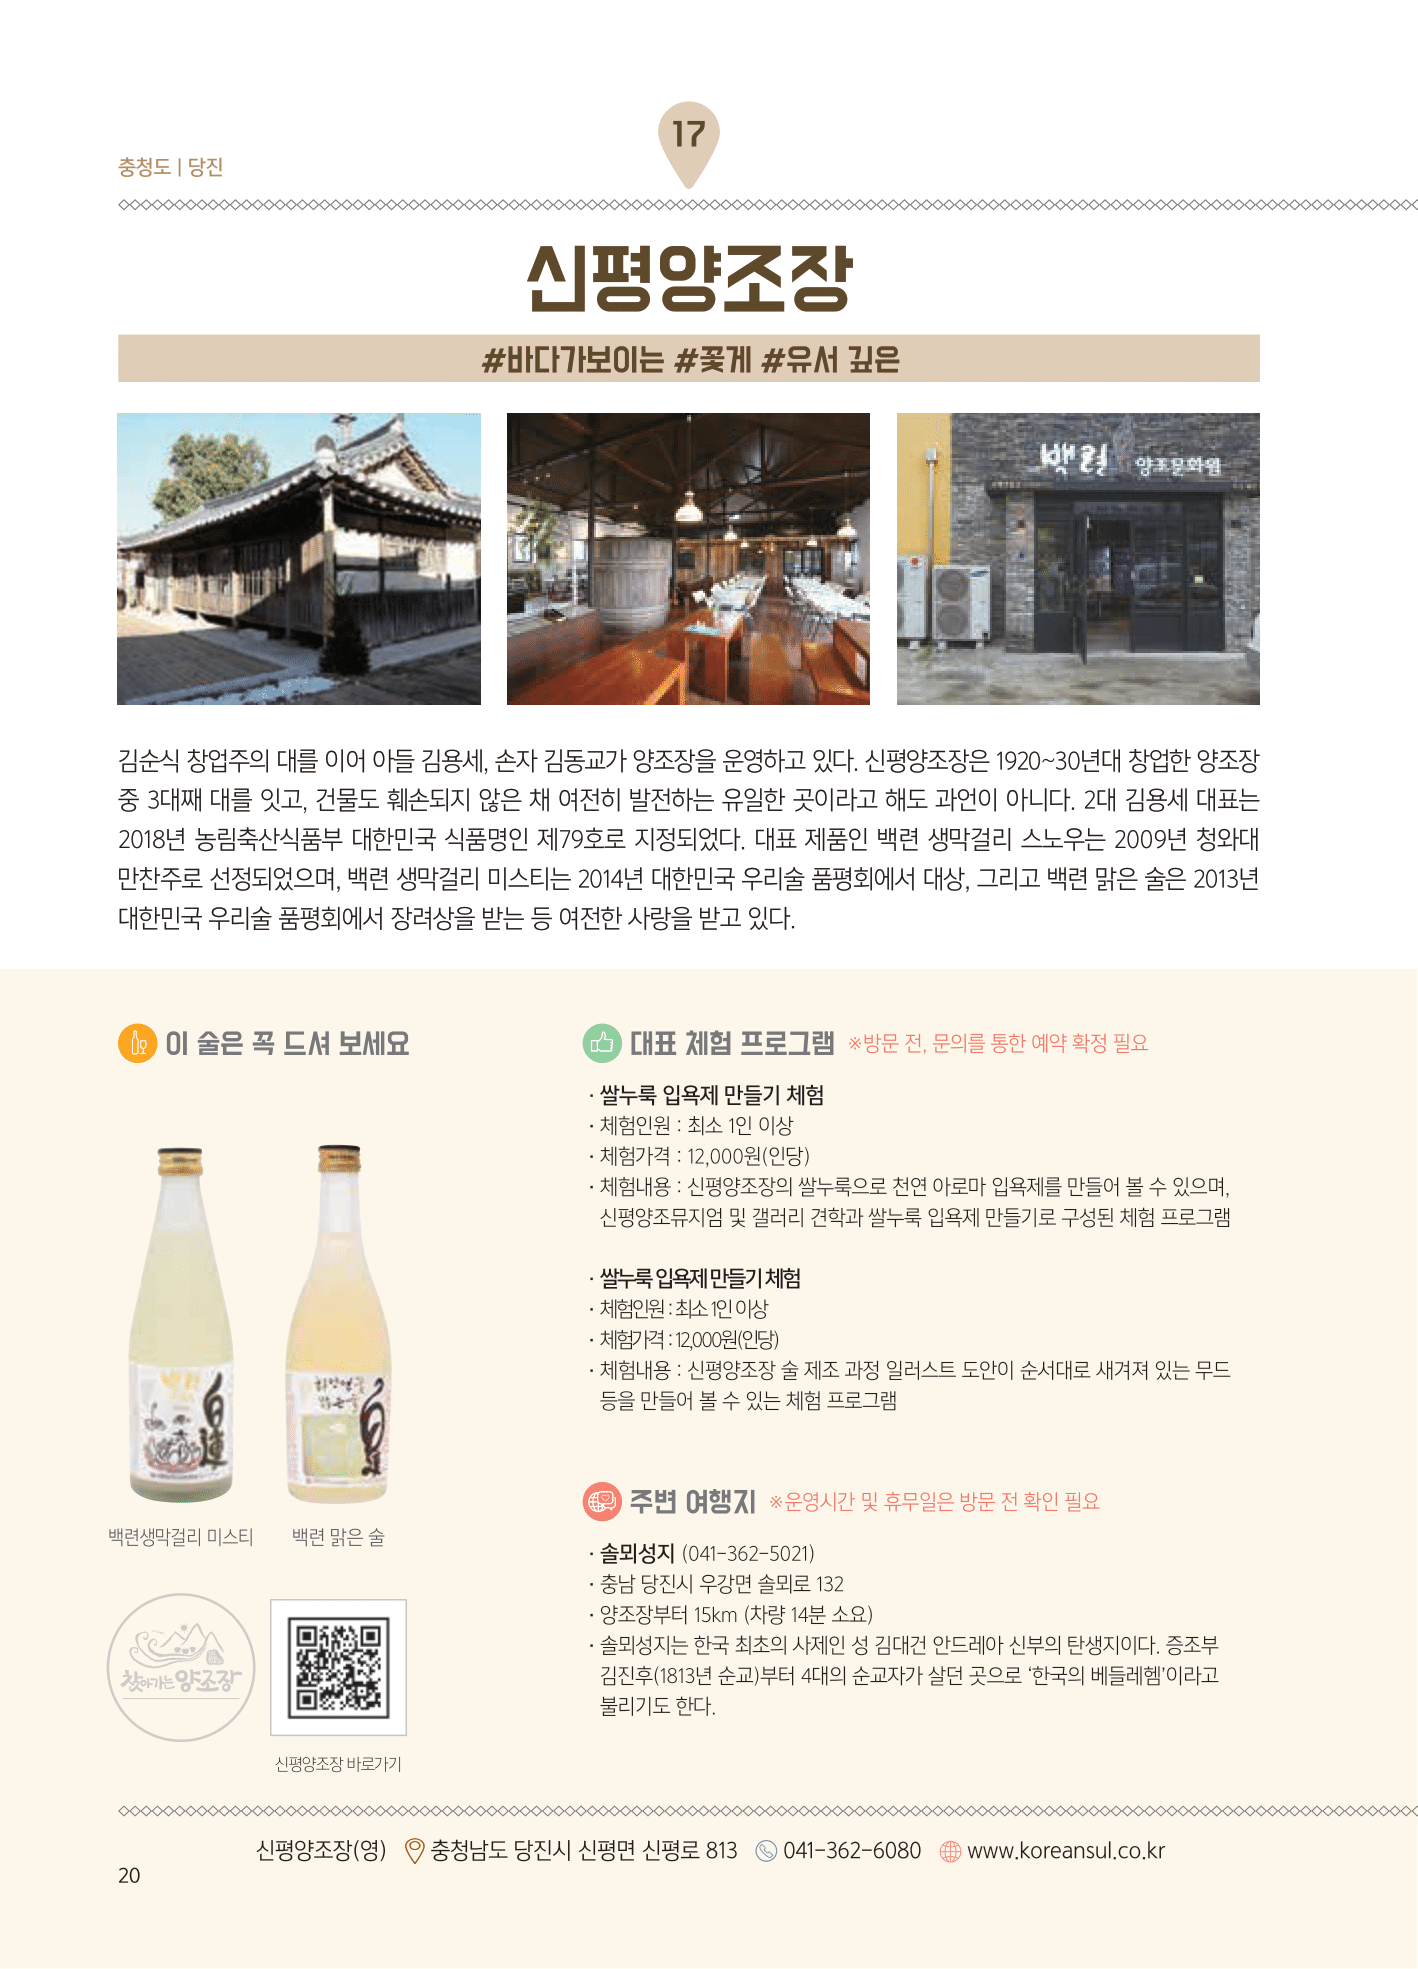 17
충청도 | 당진
신평양조장
#바다가보이는 #꽃게 #유서 깊은
백련 양조문화원
김순식 창업주의 대를 이어 아들 김용세, 손자 김동교가 양조장을 운영하고 있다. 신평양조장은 1920~30년대 창업한 양조장
중 3대째 대를 잇고, 건물도 훼손되지 않은 채 여전히 발전하는 유일한 곳이라고 해도 과언이 아니다. 2대 김용세 대표는
2018년 농림축산식품부 대한민국 식품명인 제79호로 지정되었다. 대표 제품인 백련 생막걸리 스노우는 2009년 청와대
만찬주로 선정되었으며, 백련 생막걸리 미스티는 2014년 대한민국 우리술 품평회에서 대상, 그리고 백련 맑은 술은 2013년
대한민국 우리술 품평회에서 장려상을 받는 등 여전한 사랑을 받고 있다.
이 술은 꼭 드셔 보세요
白蓮
백련생막걸리 미스티
백련 맑은 술
찾아가는 양조장
신평양조장 바로가기
대표 체험 프로그램 ※방문 전, 문의를 통한 예약 확정 필요
· 쌀누룩 입욕제 만들기 체험
· 체험인원 : 최소 1인 이상
· 체험가격 : 12,000원(인당)
· 체험내용 : 신평양조장의 쌀누룩으로 천연 아로마 입욕제를 만들어 볼 수 있으며,
신평양조뮤지엄 및 갤러리 견학과 쌀누룩 입욕제 만들기로 구성된 체험 프로그램
· 쌀누룩 입욕제 만들기 체험
· 체험인원 : 최소 1인 이상
· 체험가격 : 12,000원(인당)
· 체험내용 : 신평양조장 술 제조 과정 일러스트 도안이 순서대로 새겨져 있는 무드
등을 만들어 볼 수 있는 체험 프로그램
주변 여행지 ※운영시간 및 휴무일은 방문 전 확인 필요
· 솔뫼성지 (041-362-5021)
· 충남 당진시 우강면 솔뫼로 132
· 양조장부터 15km (차량 14분 소요)
· 솔뫼성지는 한국 최초의 사제인 성 김대건 안드레아 신부의 탄생지이다. 증조부
김진후(1813년 순교)부터 4대의 순교자가 살던 곳으로 ‘한국의 베들레헴’이라고
불리기도 한다.
신평양조장(영) 충청남도 당진시 신평면 신평로 813 041-362-6080 www.koreansul.co.kr
20